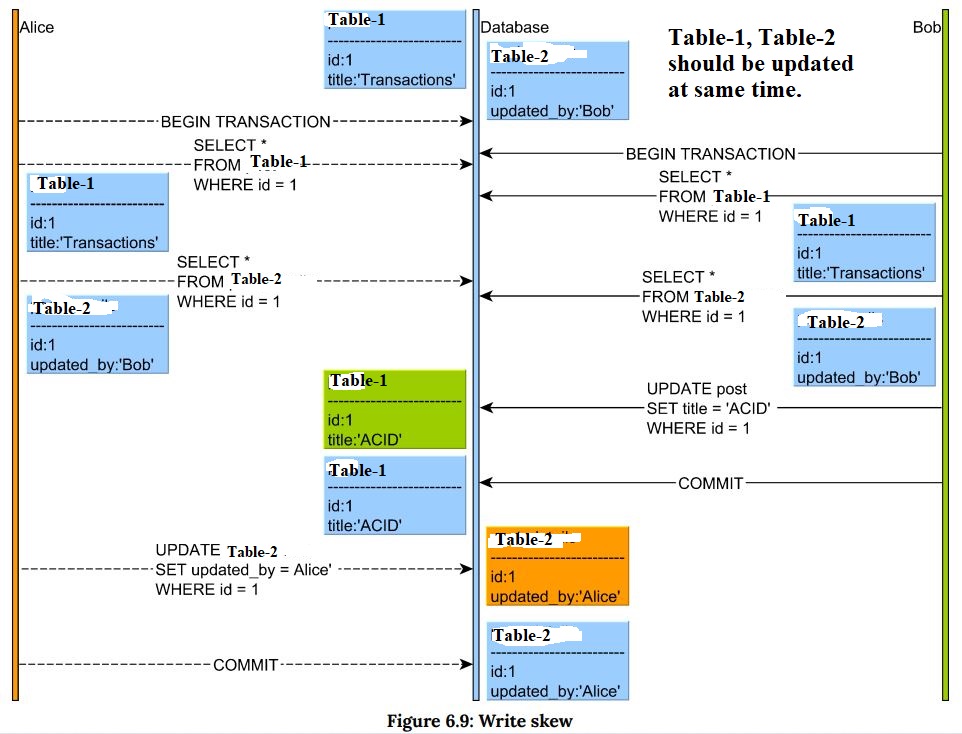 Alice
Table-1
id:1
title:'Transactions'
Database
Table-2
id:1
updated_by:'Bob'
Table-1, Table-2
should be updated
at same time.
Bob
BEGIN TRANSACTION
SELECT *
FROM Table-1
WHERE id = 1
BEGIN TRANSACTION
SELECT *
FROM Table-1
WHERE id = 1
Table-1
id:1
title:'Transactions'
Table-1
id:1
title:'Transactions'
SELECT *
FROM Table-2
WHERE id = 1
SELECT *
FROM Table-2
WHERE id = 1
Table-2
id:1
updated_by:'Bob'
Table-2
id:1
updated_by:'Bob'
Table-1
id:1
title:'ACID'
UPDATE post
SET title = 'ACID'
WHERE id = 1
Table-1
id:1
title:'ACID'
COMMIT
UPDATE Table-2
SET updated_by = Alice'
WHERE id = 1
Table-2
id:1
updated_by:'Alice'
Table-2
id:1
updated_by:'Alice'
COMMIT
Figure 6.9: Write skew